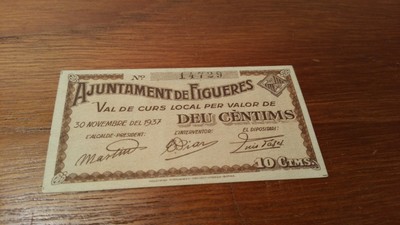 Nº 14729
AJUNTAMENT DE FIGUERES
VAL DE CURS LOCAL PER VALOR DE
DEU CÈNTIMS
30 NOVEMBRE DEL 1937
L'ALCALDE-PRESIDENT: L'INTERVENTOR: EL DIPOSITARI:
10 CTMS.